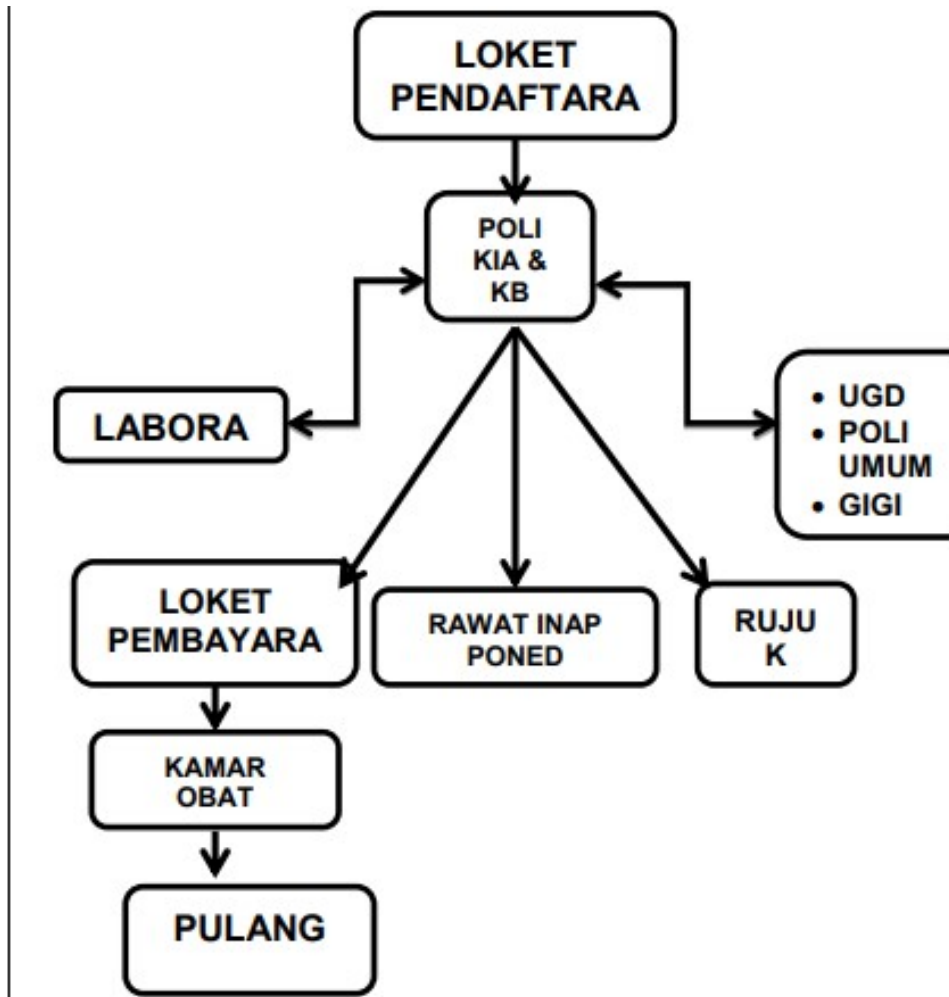 LOKET
PENDAFTARA
POLI
KIA &
KB
LABORA
• UGD
• POLI
UMUM
• GIGI
LOKET
PEMBAYARA
RAWAT INAP
PONED
RUJU
K
KAMAR
OBAT
PULANG